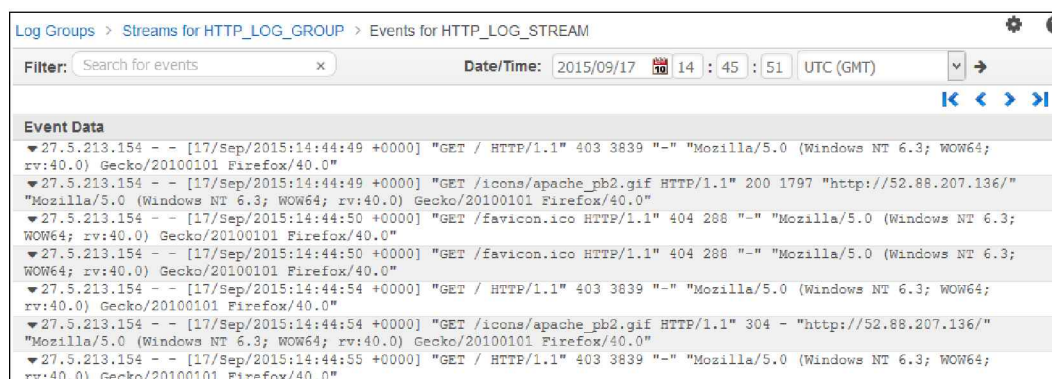 Log Groups > Streams for HTTP_LOG_GROUP > Events for HTTP_LOG_STREAM
Filter: Search for events × Date/Time: 2015/09/17 10 14 : 45 : 51 UTC (GMT)
Event Data
27.5.213.154 - - [17/Sep/2015:14:44:49 +0000] "GET / HTTP/1.1" 403 3839 "-" "Mozilla/5.0 (Windows NT 6.3; WOW64;
rv:40.0) Gecko/20100101 Firefox/40.0"
27.5.213.154 - - [17/Sep/2015:14:44:49 +0000] "GET /icons/apache_pb2.gif HTTP/1.1" 200 1797 "http://52.88.207.136/"
"Mozilla/5.0 (Windows NT 6.3; WOW64; rv:40.0) Gecko/20100101 Firefox/40.0"
27.5.213.154 - - [17/Sep/2015:14:44:50 +0000] "GET /favicon.ico HTTP/1.1" 404 288 "-" "Mozilla/5.0 (Windows NT 6.3;
WOW64; rv:40.0) Gecko/20100101 Firefox/40.0"
27.5.213.154 - - [17/Sep/2015:14:44:50 +0000] "GET /favicon.ico HTTP/1.1" 404 288 "-" "Mozilla/5.0 (Windows NT 6.3;
WOW64; rv:40.0) Gecko/20100101 Firefox/40.0"
27.5.213.154 - - [17/Sep/2015:14:44:54 +0000] "GET / HTTP/1.1" 403 3839 "-" "Mozilla/5.0 (Windows NT 6.3; WOW64;
rv:40.0) Gecko/20100101 Firefox/40.0"
27.5.213.154 - - [17/Sep/2015:14:44:54 +0000] "GET /icons/apache_pb2.gif HTTP/1.1" 304 - "http://52.88.207.136/"
"Mozilla/5.0 (Windows NT 6.3; WOW64; rv:40.0) Gecko/20100101 Firefox/40.0"
27.5.213.154 - - [17/Sep/2015:14:44:55 +0000] "GET / HTTP/1.1" 403 3839 "-" "Mozilla/5.0 (Windows NT 6.3; WOW64;
rv:40.0) Gecko/20100101 Firefox/40.0"